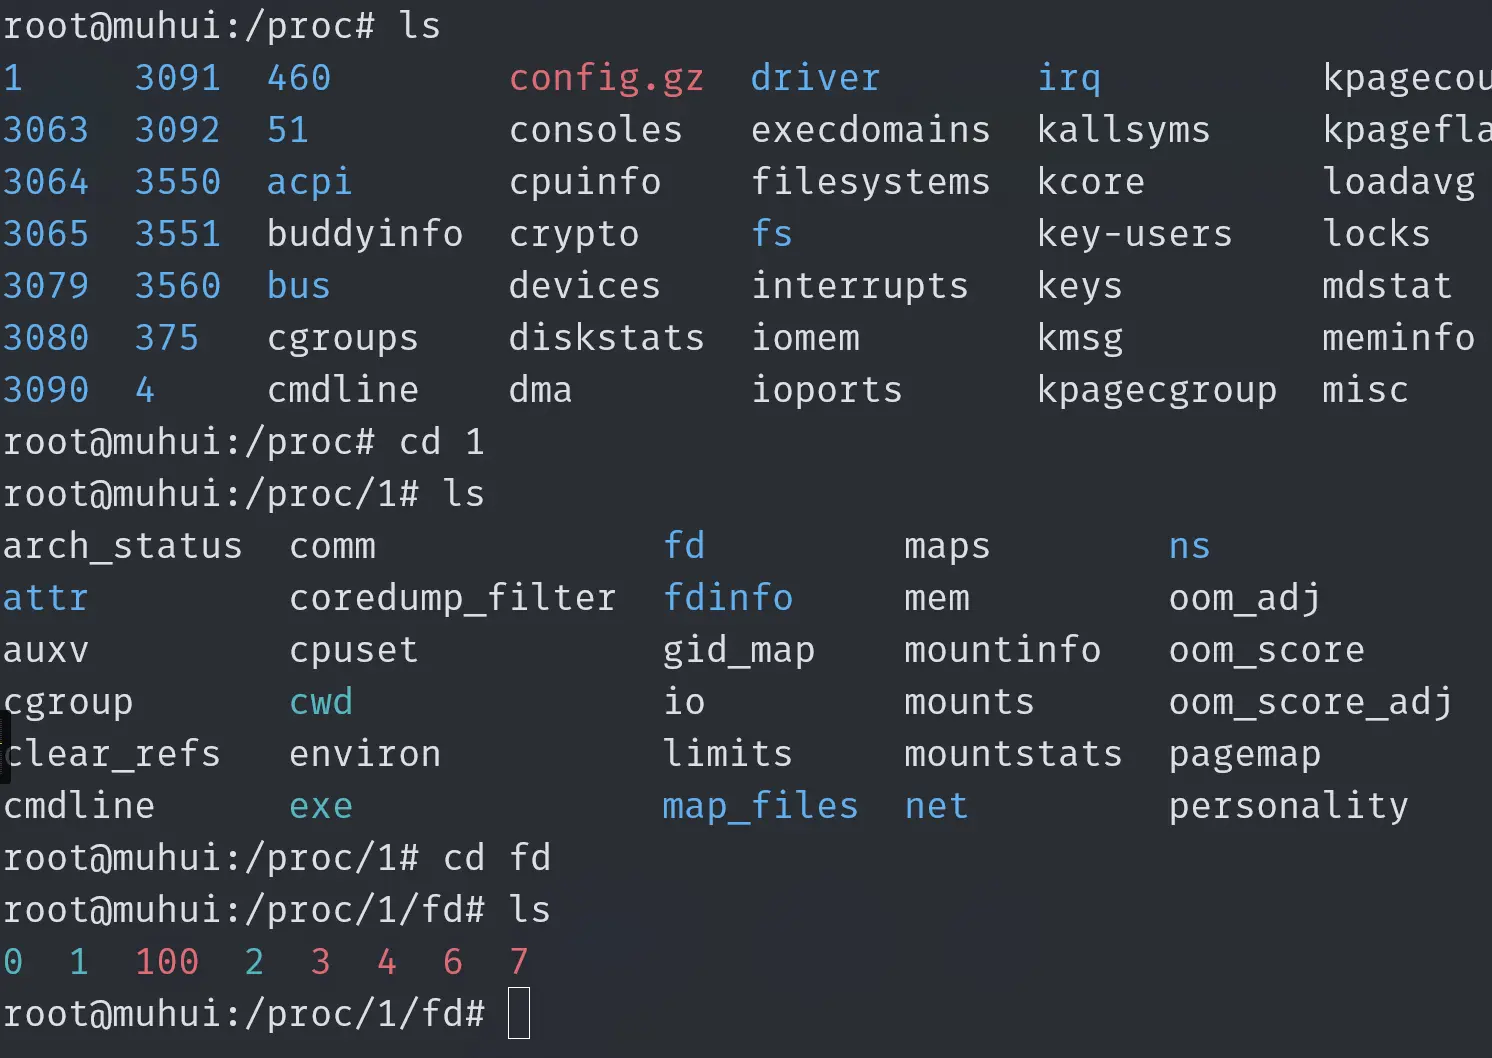 root@muhui:/proc# ls
1     3091  460        config.gz  driver       irq         kpagecou
3063  3092  51         consoles   execdomains  kallsyms    kpagefla
3064  3550  acpi       cpuinfo    filesystems  kcore       loadavg
3065  3551  buddyinfo  crypto     fs           key-users   locks
3079  3560  bus        devices    interrupts   keys        mdstat
3080  375   cgroups    diskstats  iomem        kmsg        meminfo
3090  4     cmdline    dma        ioports      kpagecgroup  misc
root@muhui:/proc# cd 1
root@muhui:/proc/1# ls
arch_status  comm             fd         maps        ns
attr         coredump_filter  fdinfo     mem         oom_adj
auxv         cpuset           gid_map    mountinfo   oom_score
cgroup       cwd              io         mounts      oom_score_adj
clear_refs   environ          limits     mountstats  pagemap
cmdline      exe              map_files  net         personality
root@muhui:/proc/1# cd fd
root@muhui:/proc/1/fd# ls
0  1  100  2  3  4  6  7
root@muhui:/proc/1/fd#